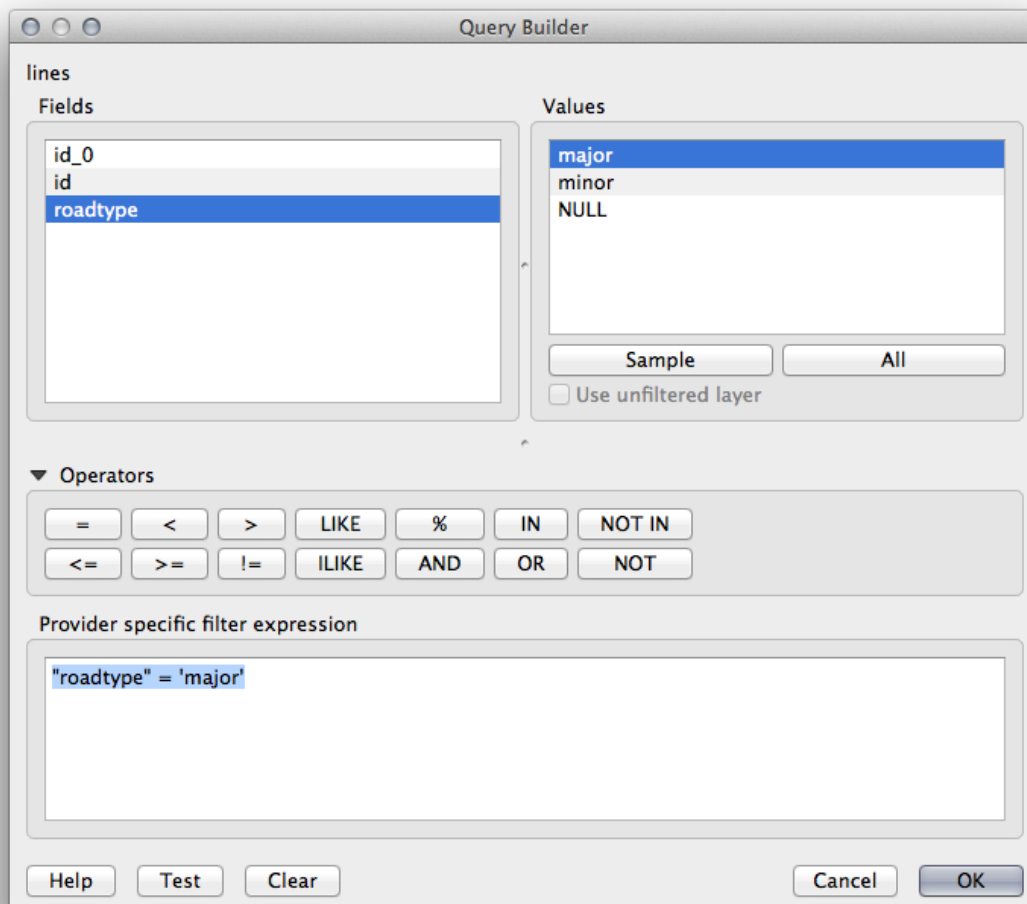 Query Builder
lines
Fields
id_0
id
roadtype
Values
major
minor
NULL
Sample All
Use unfiltered layer
Operators
= < > LIKE % IN NOT IN
<= >= != ILIKE AND OR NOT
Provider specific filter expression
"roadtype" = 'major'
Help Test Clear Cancel OK